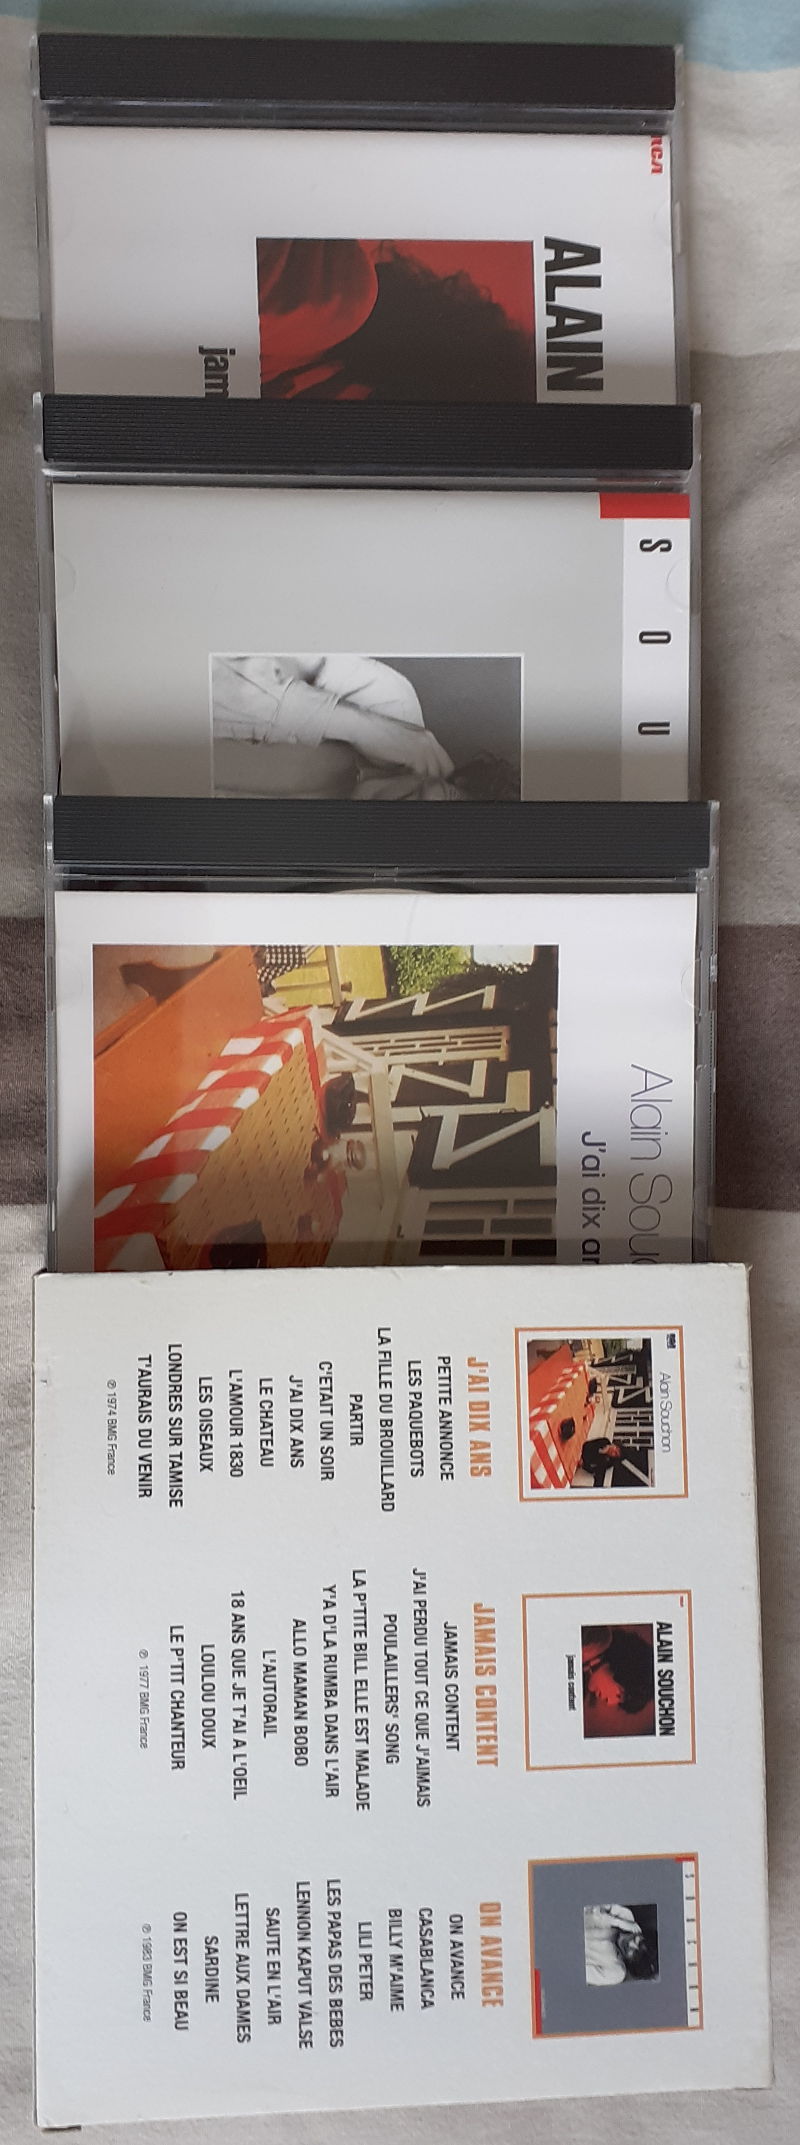 J'AI DIX ANS
PETITE ANNONCE
LES PAQUEBOTS
LA FILLE DU BROUILLARD
PARTIR
C'ETAIT UN SOIR
J'AI DIX ANS
LE CHATEAU
L'AMOUR 1830
LES OISEAUX
LONDRES SUR TAMISE
T'AURAIS DU VENIR
℗ 1974 BMG France
Alain Souchon
JAMAIS CONTENT
JAMAIS CONTENT
J'AI PERDU TOUT CE QUE J'AIMAIS
POULAILLERS' SONG
LA P'TITE BILL ELLE EST MALADE
Y'A D'LA RUMBA DANS L'AIR
ALLO MAMAN BOBO
L'AUTORAIL
18 ANS QUE JE T'AI A L'OEIL
LOULOU DOUX
LE P'TIT CHANTEUR
℗ 1977 BMG France
ALAIN SOUCHON
jamais content
ON AVANCE
ON AVANCE
CASABLANCA
BILLY M'AIME
LILI PETER
LES PAPAS DES BEBES
LENNON KAPUT VALSE
SAUTE EN L'AIR
LETTRE AUX DAMES
SARDINE
ON EST SI BEAU
℗ 1983 BMG France
SOUCHON
Alain Souc
J'ai dix an
S O U
RCA
ALAIN
jam